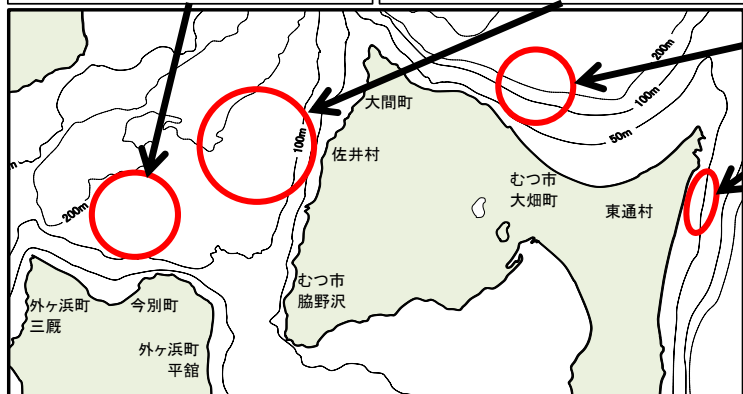 200m
大間町
100m
50m
100m
佐井村
m
むつ市
大畑町
東通村
200m
むつ市
脇野沢
外ヶ浜町
三厩
今別町
外ヶ浜町
平舘